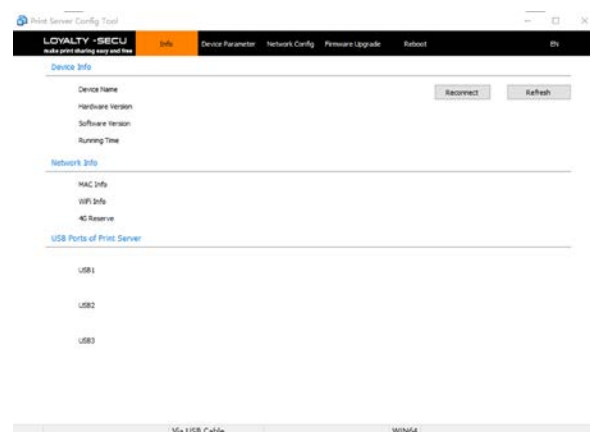 Print Server Config Tool
LOYALTY-SECU
make print sharing easy and free
Info Device Parameter Network Config Firmware Upgrade Reboot EN
Device Info
Device Name Reconnect Refresh
Hardware Version
Software Version
Running Time
Network Info
MAC Info
WiFi Info
4G Reserve
USB Ports of Print Server
USB1
USB2
USB3
Via USB Cable WIN64